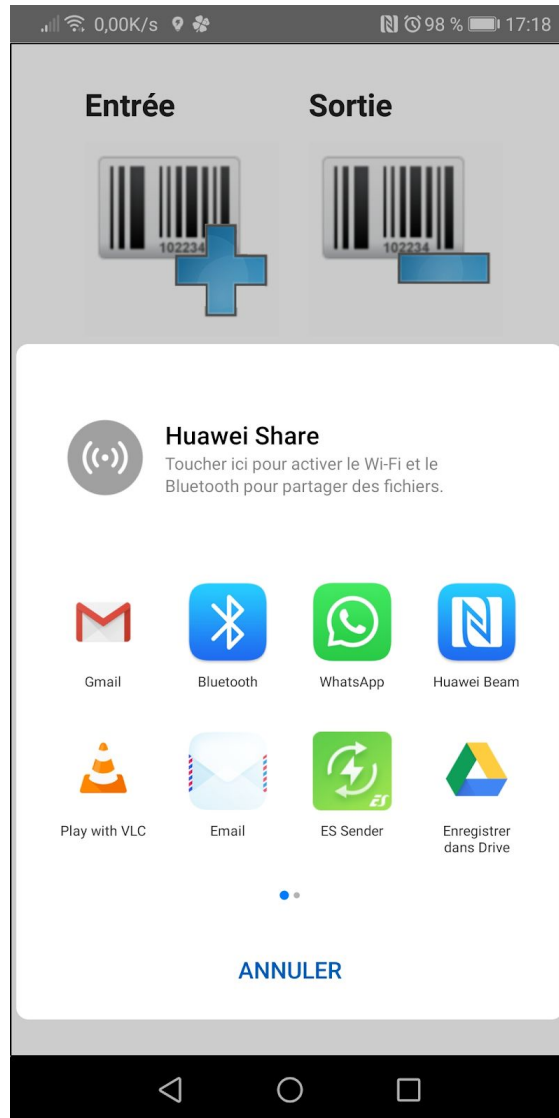 0,00K/s 98 % 17:18
Entrée Sortie
102234 102234
Huawei Share
Toucher ici pour activer le Wi-Fi et le
Bluetooth pour partager des fichiers.
Gmail Bluetooth WhatsApp Huawei Beam
ES
Play with VLC Email ES Sender Enregistrer
dans Drive
ANNULER